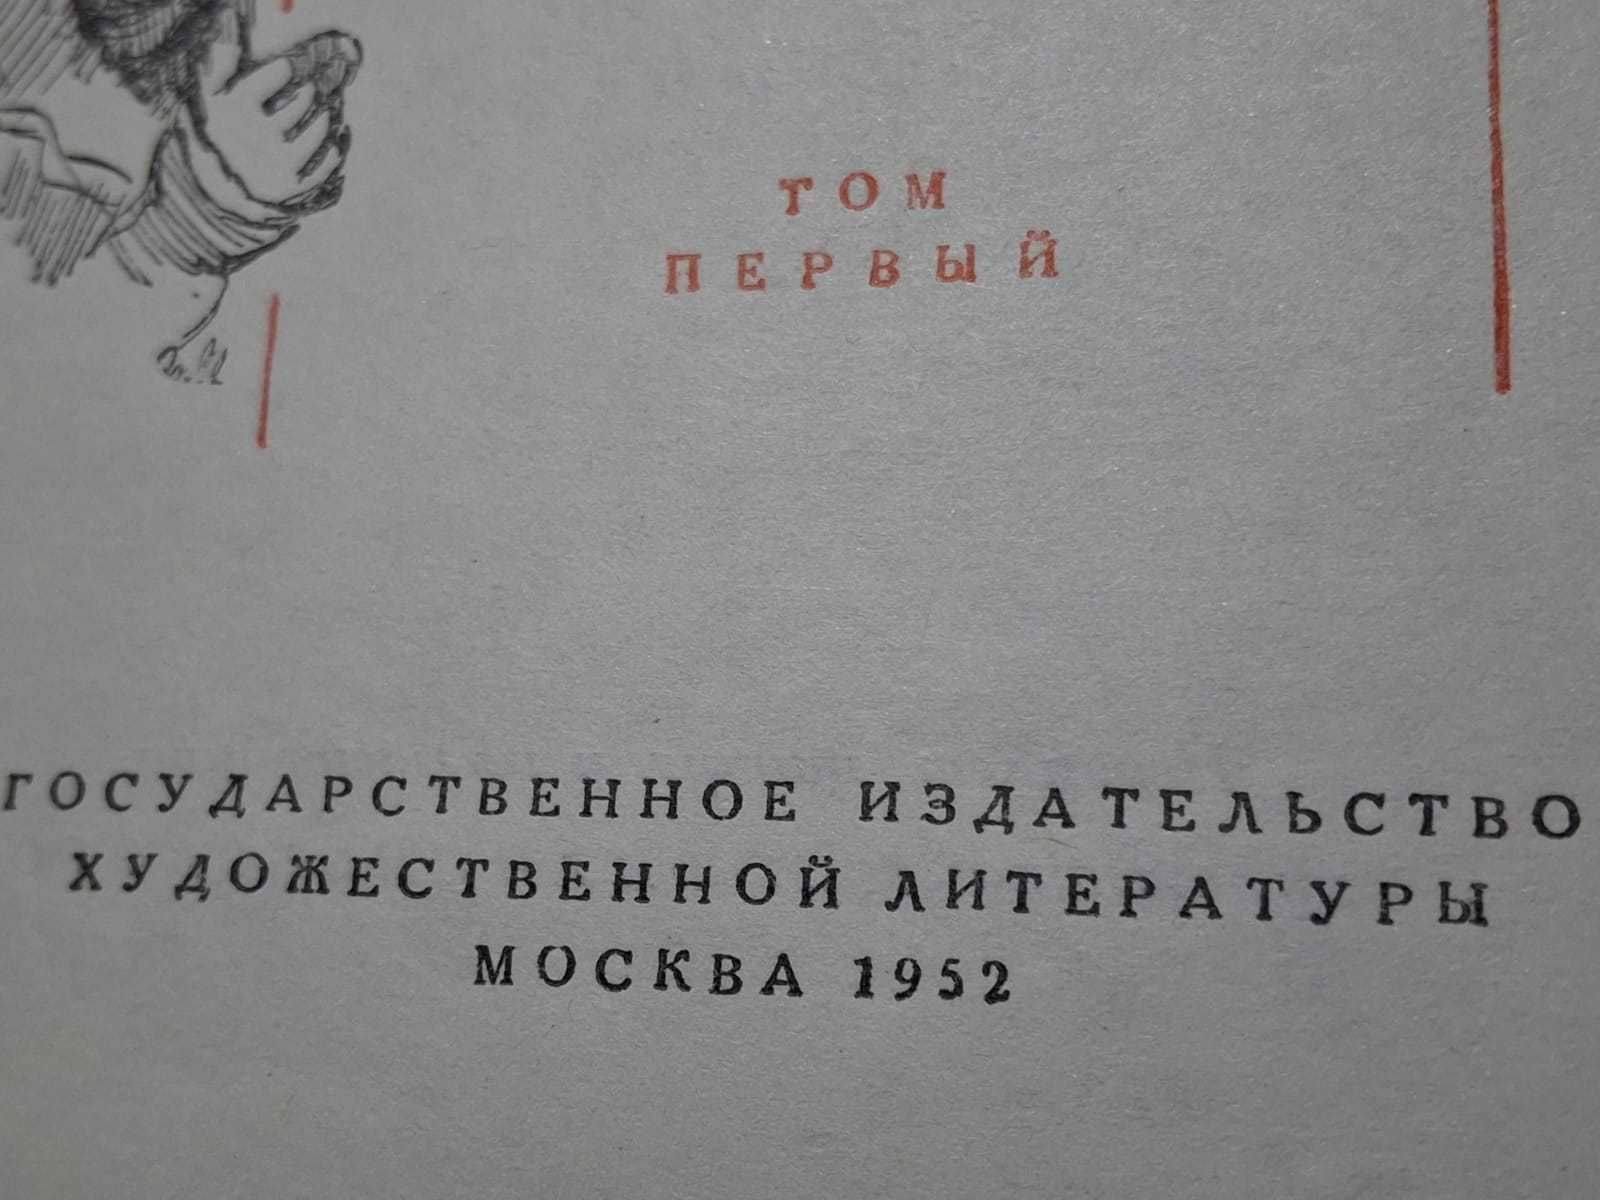 ТОМ
ПЕРВЫЙ
ГОСУДАРСТВЕННОЕ ИЗДАТЕЛЬСТВО
ХУДОЖЕСТВЕННОЙ ЛИТЕРАТУРЫ
МОСКВА 1952